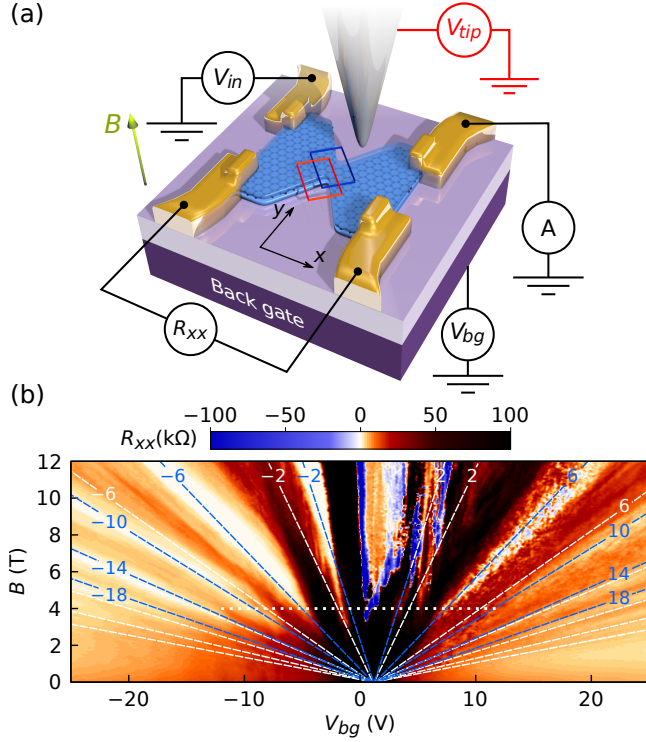 (a)
V_tip
V_in
B
A
y
x
Back gate
R_xx
V_bg
(b)
R_xx(kΩ)
−100 −50 0 50 100
12
10
8
6
4
2
0
B (T)
−6 −2 −2 2 2 6
−6 6
−10 10
−14 14
−18 18
−20 −10 0 10 20
V_bg (V)